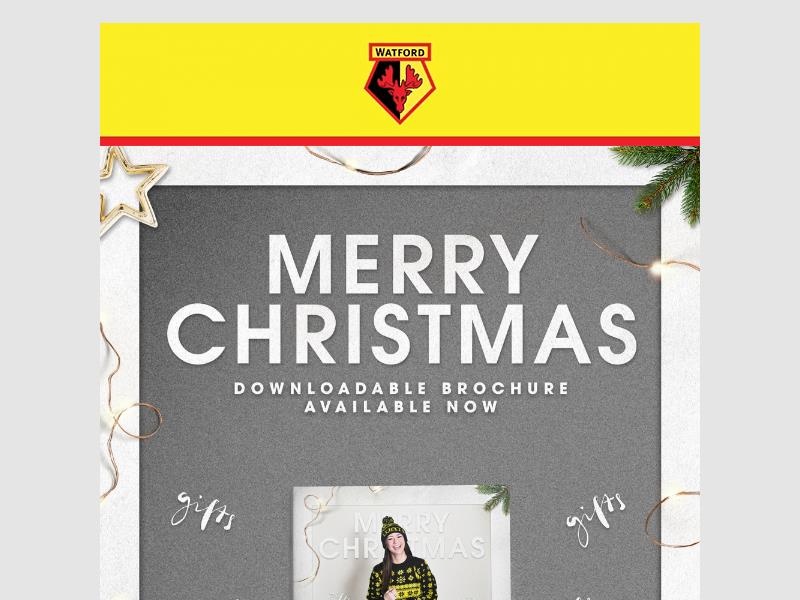 WATFORD
MERRY
CHRISTMAS
DOWNLOADABLE BROCHURE
AVAILABLE NOW
gifts
gifts
MERRY
CHRISTMAS